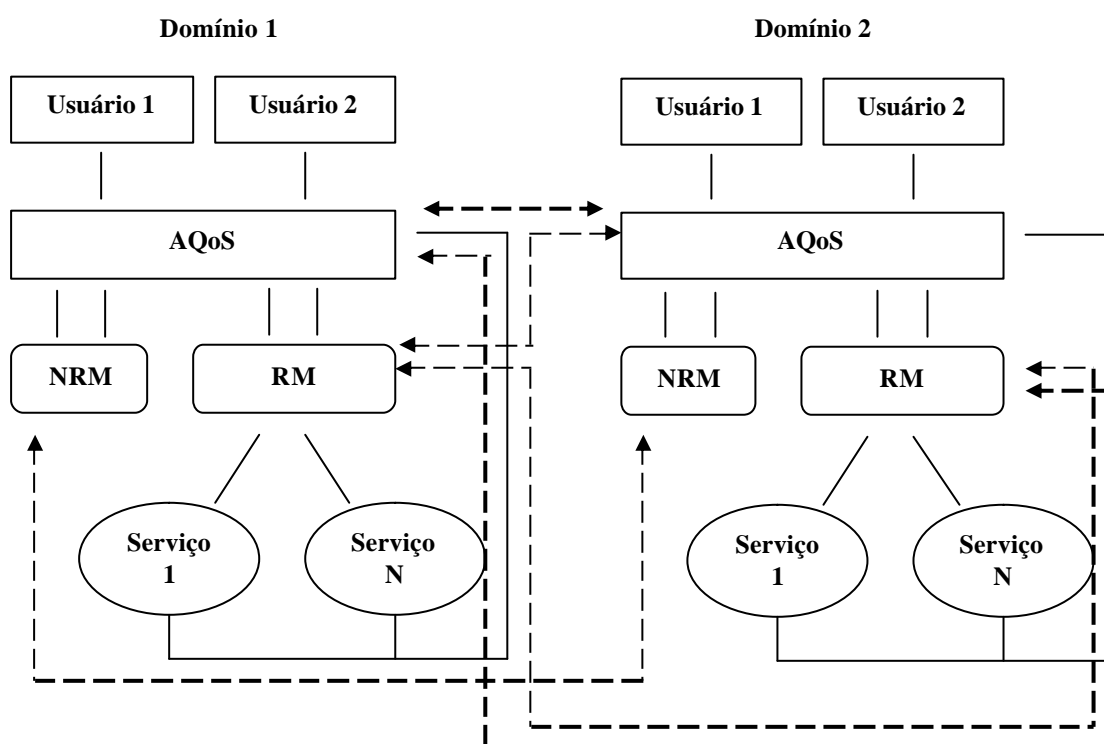 Domínio 1
Domínio 2
Usuário 1
Usuário 2
Usuário 1
Usuário 2
AQoS
AQoS
NRM
RM
NRM
RM
Serviço
1
Serviço
N
Serviço
1
Serviço
N